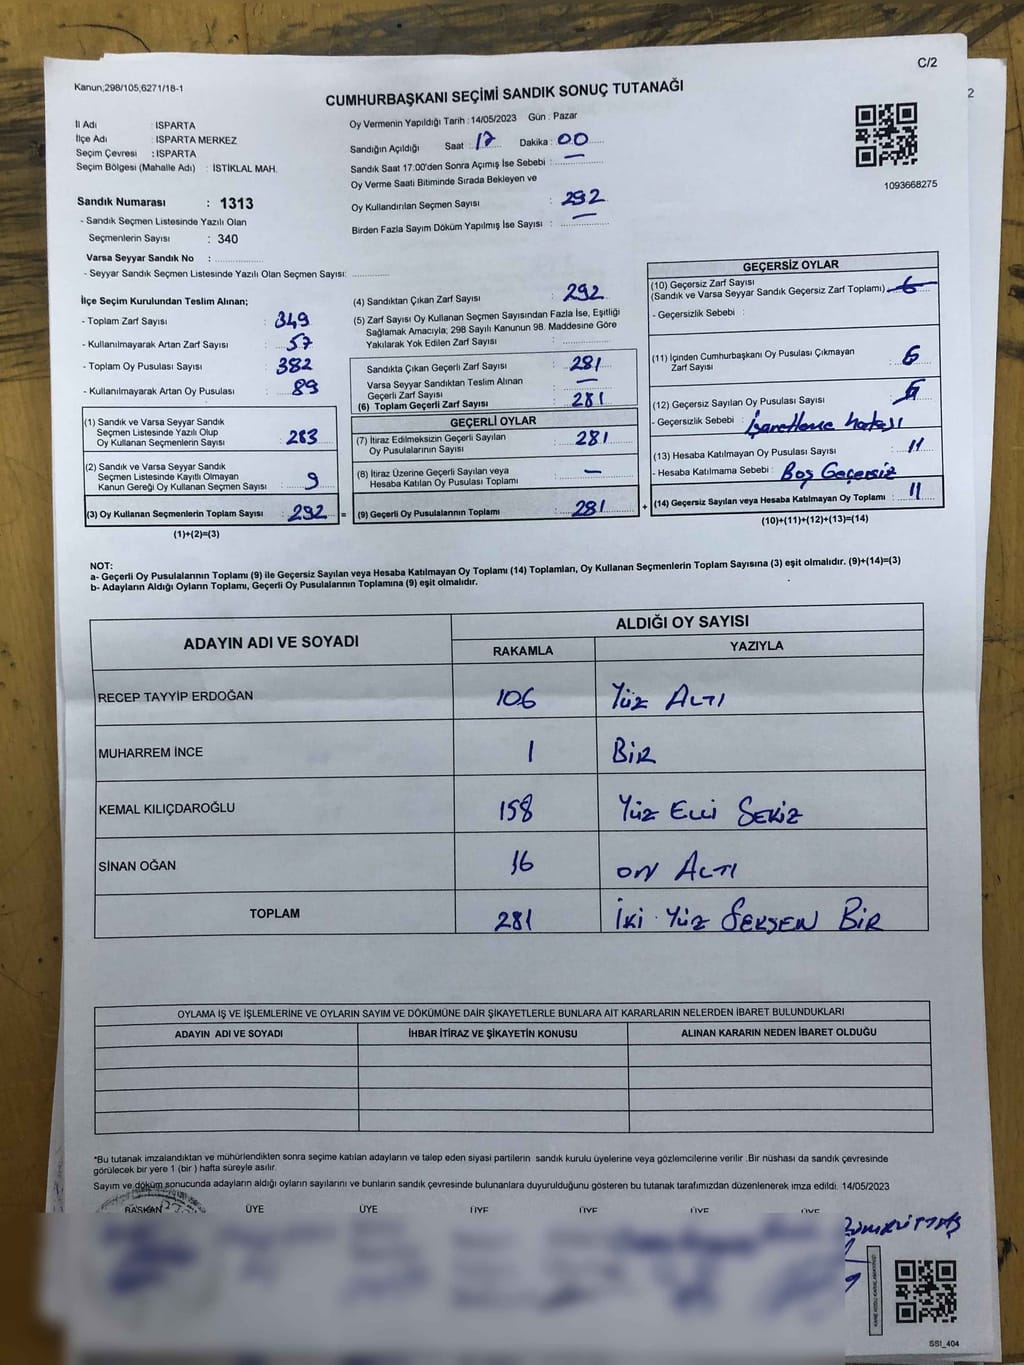 C/2
Kanun,298/105,6271/18-1
CUMHURBAŞKANI SEÇİMİ SANDIK SONUÇ TUTANAĞI
2
İl Adı : ISPARTA
İlçe Adı : ISPARTA MERKEZ
Seçim Çevresi : ISPARTA
Seçim Bölgesi (Mahalle Adı) : İSTİKLAL MAH.
Sandık Numarası : 1313
- Sandık Seçmen Listesinde Yazılı Olan
Seçmenlerin Sayısı : 340
Varsa Seyyar Sandık No :
- Seyyar Sandık Seçmen Listesinde Yazılı Olan Seçmen Sayısı:
Oy Vermenin Yapıldığı Tarih : 14/05/2023 Gün : Pazar
Sandığın Açıldığı Saat : 17 Dakika : 00
Sandık Saat 17.00'den Sonra Açımış İse Sebebi : —
Oy Verme Saati Bitiminde Sırada Bekleyen ve
Oy Kullandırılan Seçmen Sayısı : 292
Birden Fazla Sayım Döküm Yapılmış İse Sayısı : —
1093668275
İlçe Seçim Kurulundan Teslim Alınan;
- Toplam Zarf Sayısı : 349
- Kullanılmayarak Artan Zarf Sayısı : 57
- Toplam Oy Pusulası Sayısı : 382
- Kullanılmayarak Artan Oy Pusulası : 89
(1) Sandık ve Varsa Seyyar Sandık
Seçmen Listesinde Yazılı Olup
Oy Kullanan Seçmenlerin Sayısı : 283
(2) Sandık ve Varsa Seyyar Sandık
Seçmen Listesinde Kayıtlı Olmayan
Kanun Gereği Oy Kullanan Seçmen Sayısı : 9
(3) Oy Kullanan Seçmenlerin Toplam Sayısı : 292 =
(1)+(2)=(3)
(4) Sandıktan Çıkan Zarf Sayısı : 292
(5) Zarf Sayısı Oy Kullanan Seçmen Sayısından Fazla İse, Eşitliği
Sağlamak Amacıyla; 298 Sayılı Kanunun 98. Maddesine Göre
Yakılarak Yok Edilen Zarf Sayısı :
Sandıkta Çıkan Geçerli Zarf Sayısı : 281
Varsa Seyyar Sandıktan Teslim Alınan
Geçerli Zarf Sayısı : —
(6) Toplam Geçerli Zarf Sayısı : 281
GEÇERLİ OYLAR
(7) İtiraz Edilmeksizin Geçerli Sayılan
Oy Pusulalarının Sayısı : 281
(8) İtiraz Üzerine Geçerli Sayılan veya
Hesaba Katılan Oy Pusulası Toplamı : —
(9) Geçerli Oy Pusulalarının Toplamı : 281 +
GEÇERSİZ OYLAR
(10) Geçersiz Zarf Sayısı
(Sandık ve Varsa Seyyar Sandık Geçersiz Zarf Toplamı) : 6
- Geçersizlik Sebebi :
(11) İçinden Cumhurbaşkanı Oy Pusulası Çıkmayan
Zarf Sayısı : 6
(12) Geçersiz Sayılan Oy Pusulası Sayısı :
- Geçersizlik Sebebi : İşaretleme hatası
(13) Hesaba Katılmayan Oy Pusulası Sayısı : 11
- Hesaba Katılmama Sebebi : Boş Geçersiz
(14) Geçersiz Sayılan veya Hesaba Katılmayan Oy Toplamı : 11
(10)+(11)+(12)+(13)=(14)
NOT:
a- Geçerli Oy Pusulalarının Toplamı (9) ile Geçersiz Sayılan veya Hesaba Katılmayan Oy Toplamı (14) Toplamları, Oy Kullanan Seçmenlerin Toplam Sayısına (3) eşit olmalıdır. (9)+(14)=(3)
b- Adayların Aldığı Oyların Toplamı, Geçerli Oy Pusulalarının Toplamına (9) eşit olmalıdır.
ADAYIN ADI VE SOYADI ALDIĞI OY SAYISI
RAKAMLA YAZIYLA
RECEP TAYYİP ERDOĞAN 106 Yüz ALTI
MUHARREM İNCE 1 BİR
KEMAL KILIÇDAROĞLU 158 Yüz Elli SEKİZ
SİNAN OĞAN 16 ON ALTI
TOPLAM 281 İki Yüz SEKSEN BİR
OYLAMA İŞ VE İŞLEMLERİNE VE OYLARIN SAYIM VE DÖKÜMÜNE DAİR ŞİKAYETLERLE BUNLARA AİT KARARLARIN NELERDEN İBARET BULUNDUKLARI
ADAYIN ADI VE SOYADI İHBAR İTİRAZ VE ŞİKAYETİN KONUSU ALINAN KARARIN NEDEN İBARET OLDUĞU
*Bu tutanak imzalandıktan ve mühürlendikten sonra seçime katılan adayların ve talep eden siyasi partilerin sandık kurulu üyelerine veya gözlemcilerine verilir .Bir nüshası da sandık çevresinde
görülecek bir yere 1 (bir ) hafta süreyle asılır.
Sayım ve döküm sonucunda adayların aldığı oyların sayılarını ve bunların sandık çevresinde bulunanlara duyurulduğunu gösteren bu tutanak tarafımızdan düzenlenerek imza edildi. 14/05/2023
BAŞKAN ÜYE ÜYE ÜYE ÜYE ÜYE ÜYE
SSI_404